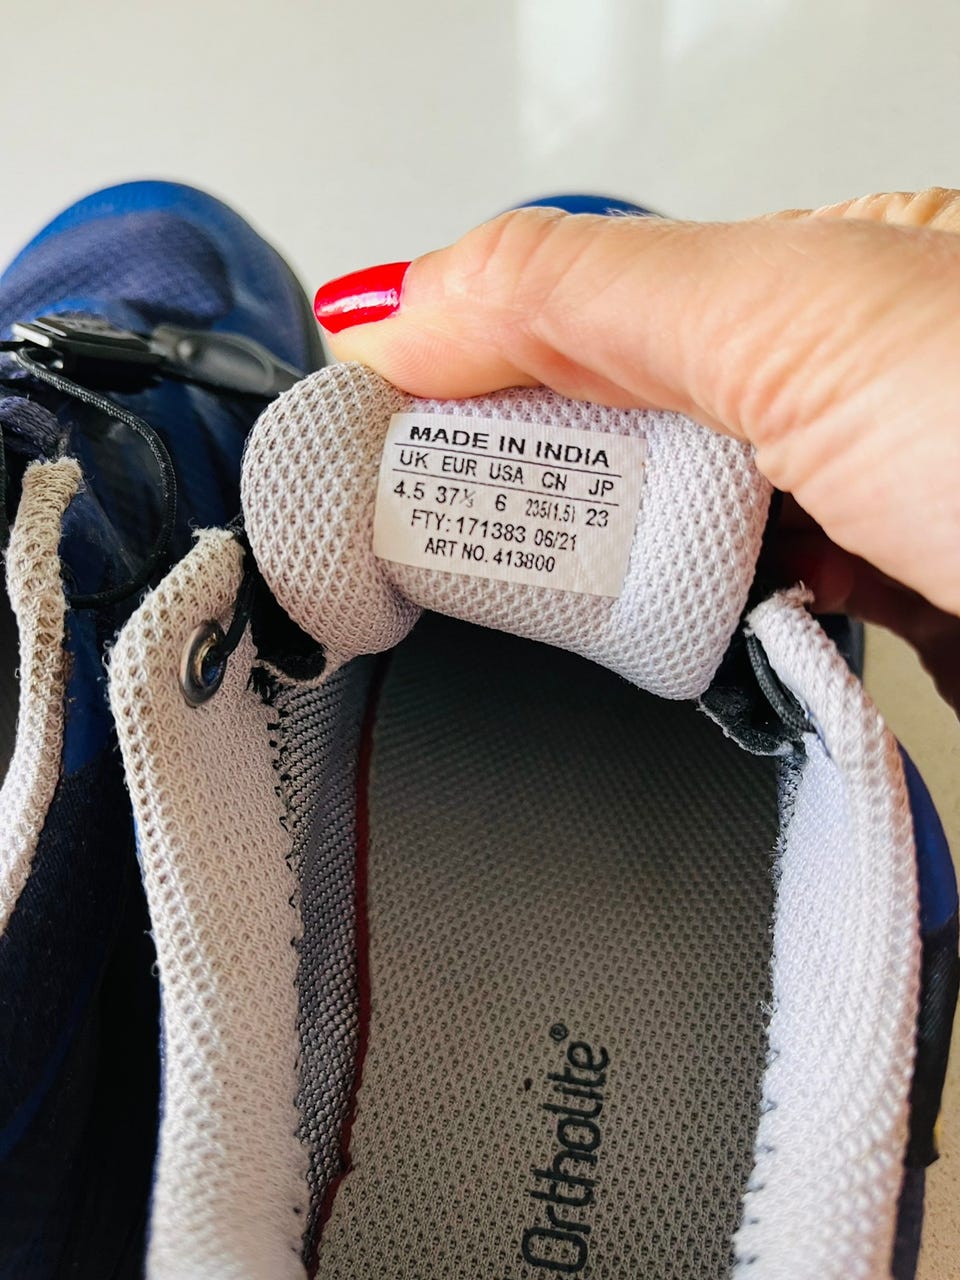 MADE IN INDIA
UK EUR USA CN JP
4.5 37⅓ 6 235(1.5) 23
FTY: 171383 06/21
ART NO. 413800
Ortholite®